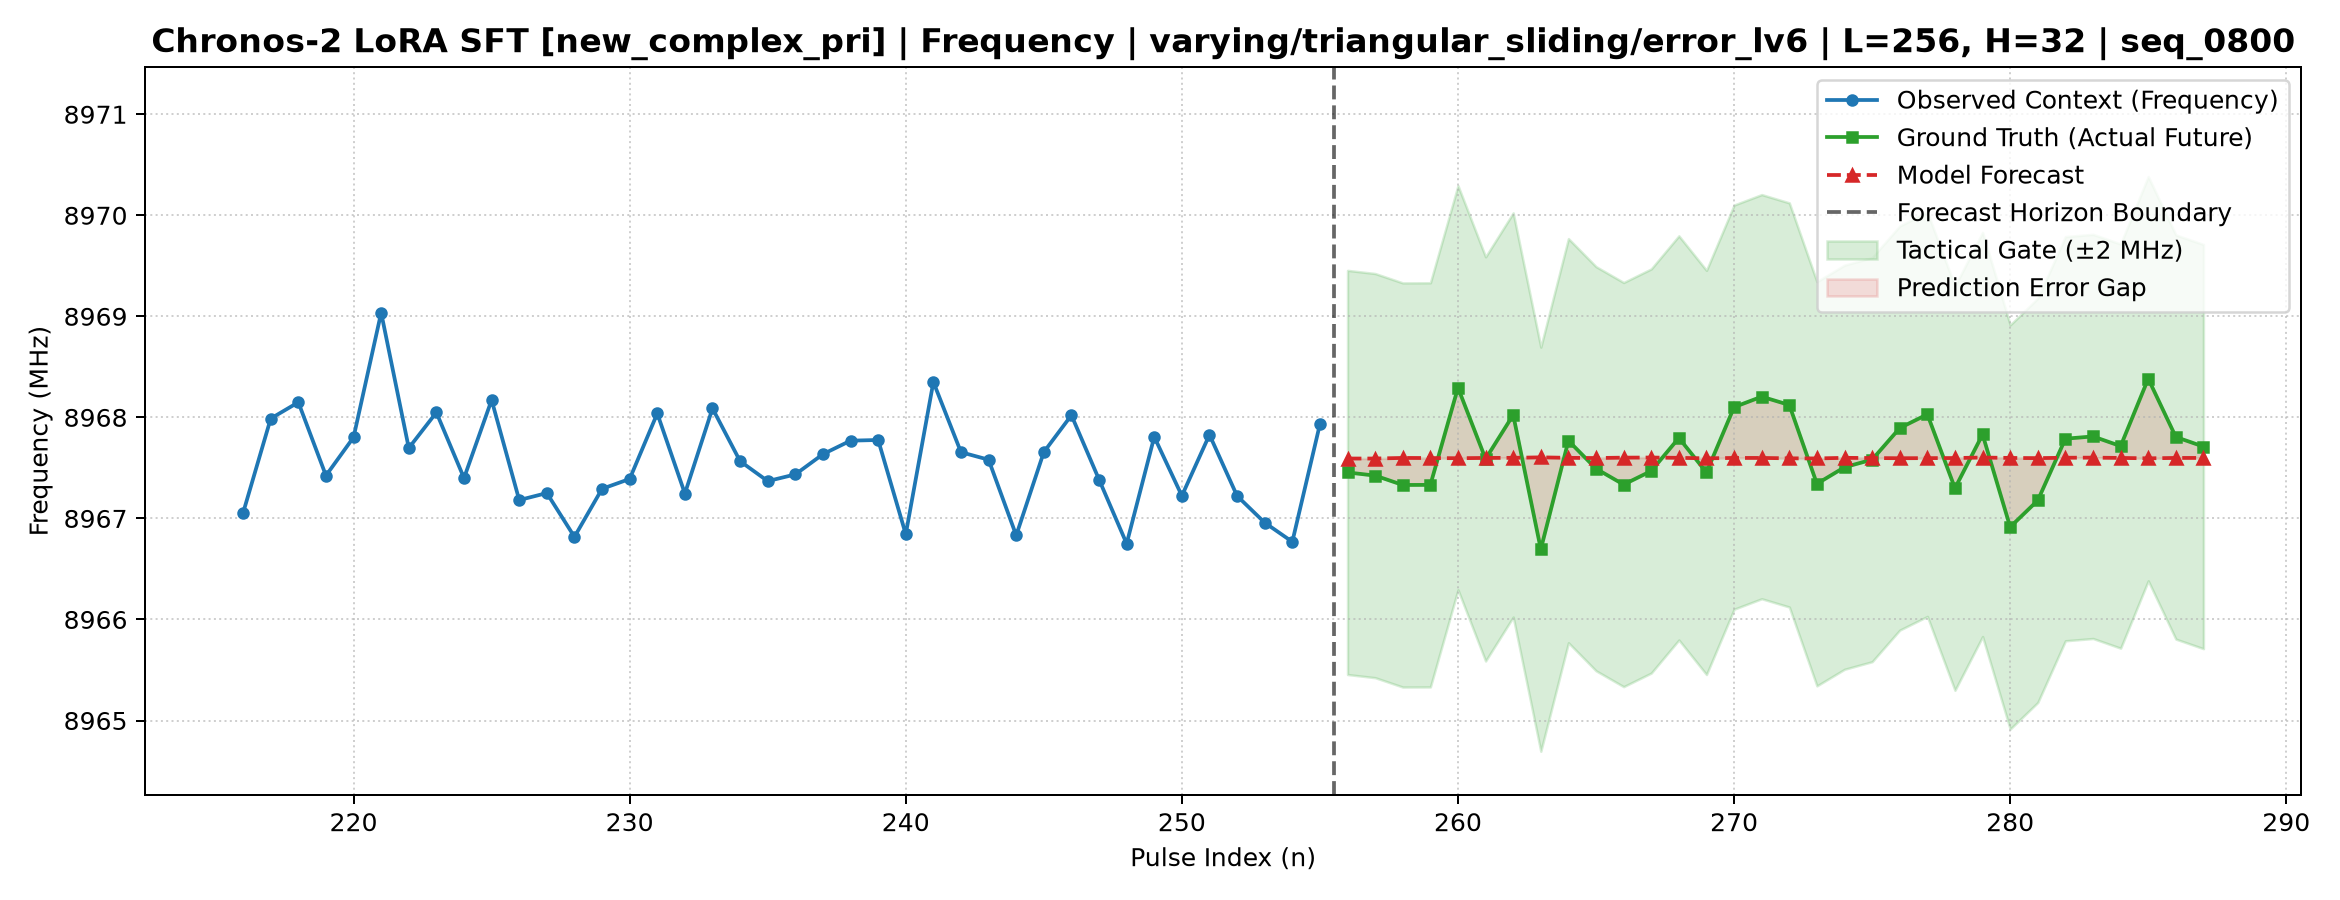 Chronos-2 LoRA SFT [new_complex_pri] | Frequency | varying/triangular_sliding/error_lv6 | L=256, H=32 | seq_0800
Frequency (MHz)
8971
8970
8969
8968
8967
8966
8965
Observed Context (Frequency)
Ground Truth (Actual Future)
Model Forecast
Forecast Horizon Boundary
Tactical Gate (±2 MHz)
Prediction Error Gap
220 230 240 250 260 270 280 290
Pulse Index (n)